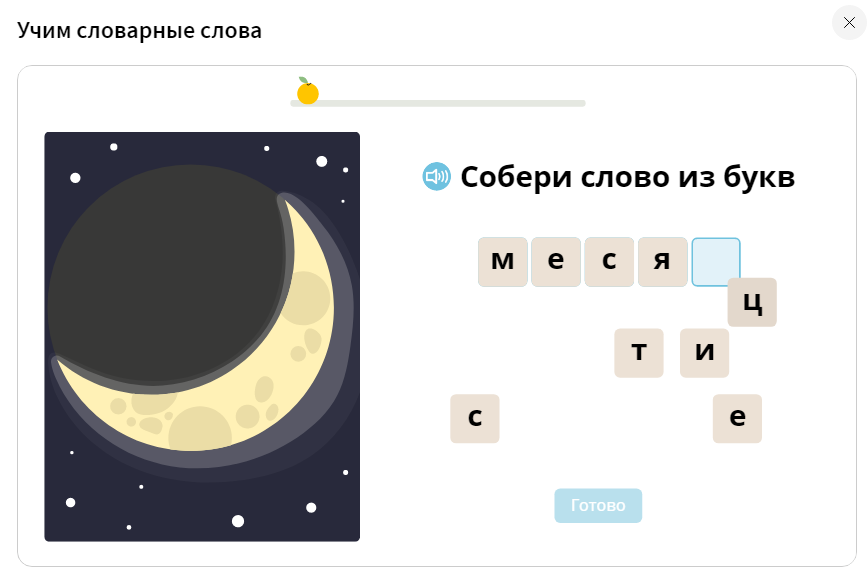 Учим словарные слова
Собери слово из букв
м е с я
ц
т и
с е
Готово